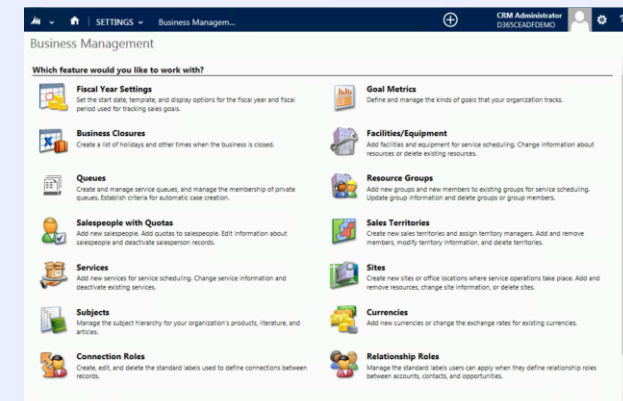 SETTINGS
Business Managem...
CRM Administrator
D365CEADFDEMO
?
Business Management
Which feature would you like to work with?
Fiscal Year Settings
Set the start date, template, and display options for the fiscal year and fiscal
period used for tracking sales goals.
Goal Metrics
Define and manage the kinds of goals that your organization tracks.
Business Closures
Create a list of holidays and other times when the business is closed.
Facilities/Equipment
Add facilities and equipment for service scheduling. Change information about
resources or delete existing resources.
Queues
Create and manage service queues, and manage the membership of private
queues. Establish criteria for automatic case creation.
Resource Groups
Add new groups and new members to existing groups for service scheduling.
Update group information and delete groups or group members.
Salespeople with Quotas
Add new salespeople. Add quotas to salespeople. Edit information about
salespeople and deactivate salesperson records.
Sales Territories
Create new sales territories and assign territory managers. Add and remove
members, modify territory information, and delete territories.
Services
Add new services for service scheduling. Change service information and
deactivate existing services.
Sites
Create new sites or office locations where service operations take place. Add and
remove resources, change site information, or delete sites.
Subjects
Manage the subject hierarchy for your organization's products, literature, and
articles.
Currencies
Add new currencies or change the exchange rates for existing currencies.
Connection Roles
Create, edit, and delete the standard labels used to define connections between
records.
Relationship Roles
Manage the standard labels users can apply when they define relationship roles
between accounts, contacts, and opportunities.